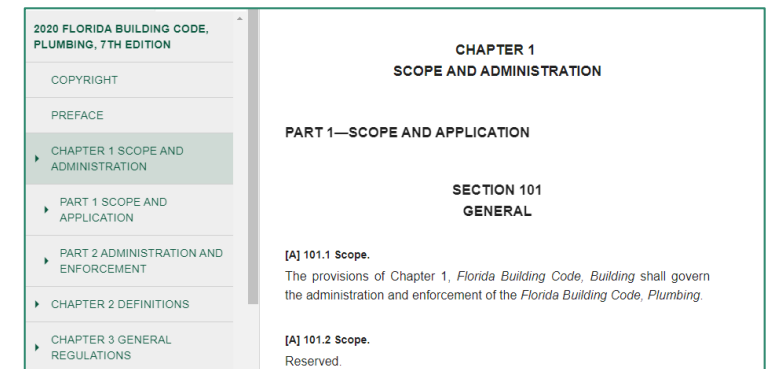 2020 FLORIDA BUILDING CODE,
PLUMBING, 7TH EDITION
COPYRIGHT
PREFACE
CHAPTER 1 SCOPE AND
ADMINISTRATION
PART 1 SCOPE AND
APPLICATION
PART 2 ADMINISTRATION AND
ENFORCEMENT
CHAPTER 2 DEFINITIONS
CHAPTER 3 GENERAL
REGULATIONS
CHAPTER 1
SCOPE AND ADMINISTRATION
PART 1—SCOPE AND APPLICATION
SECTION 101
GENERAL
[A] 101.1 Scope.
The provisions of Chapter 1, Florida Building Code, Building shall govern
the administration and enforcement of the Florida Building Code, Plumbing.
[A] 101.2 Scope.
Reserved.